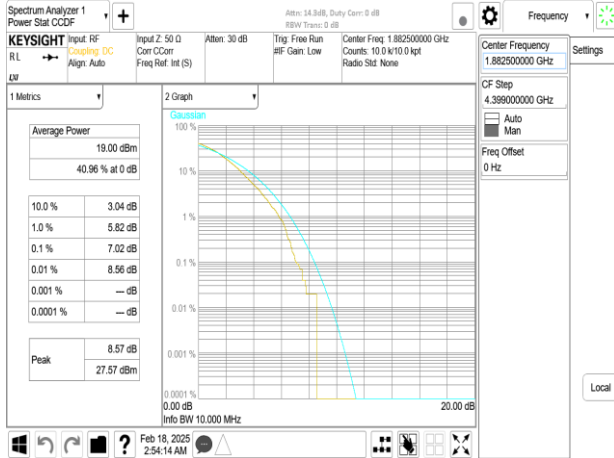 Spectrum Analyzer 1
Power Stat CCDF
Attn: 14.3dB, Duty Corr: 0 dB
RBW Trans: 0 dB
Frequency
KEYSIGHT
RL
Input: RF
Coupling: DC
Align: Auto
Input Z: 50 Ω
Corr CCorr
Freq Ref: Int (S)
Atten: 30 dB
Trig: Free Run
#IF Gain: Low
Center Freq: 1.882500000 GHz
Counts: 10.0 k/10.0 kpt
Radio Std: None
Center Frequency
1.882500000 GHz
Settings
CF Step
4.399000000 GHz
Auto
Man
Freq Offset
0 Hz
Local
1 Metrics
Average Power
19.00 dBm
40.96 % at 0 dB
10.0 % 3.04 dB
1.0 % 5.82 dB
0.1 % 7.02 dB
0.01 % 8.56 dB
0.001 % --- dB
0.0001 % --- dB
Peak
8.57 dB
27.57 dBm
2 Graph
Gaussian
100 %
10 %
1 %
0.1 %
0.01 %
0.001 %
0.0001 %
0.00 dB
20.00 dB
Info BW 10.000 MHz
?
Feb 18, 2025
2:54:14 AM